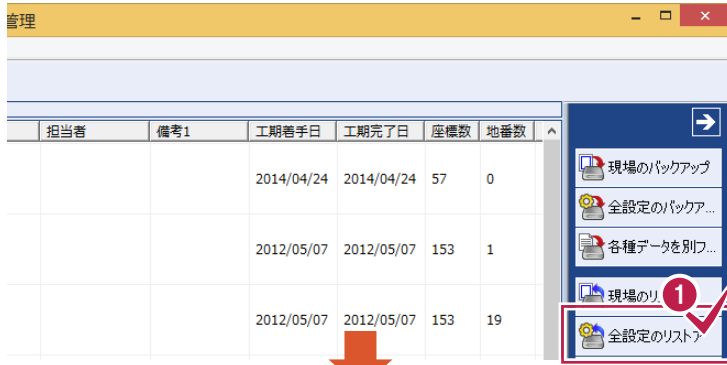 管理
担当者 備考1 工期着手日 工期完了日 座標数 地番数
2014/04/24 2014/04/24 57 0
2012/05/07 2012/05/07 153 1
2012/05/07 2012/05/07 153 19
現場のバックアップ
全設定のバックア...
各種データを別フ...
現場のリ
1
全設定のリストア